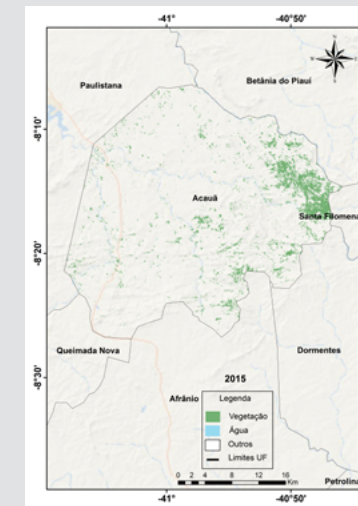 -41° -40°50'
N
Betânia do Piauí
Paulistana
-8°10'
Acauã
Santa Filomena
-8°20'
Queimada Nova
Dormentes
-8°30'
2015
Afrânio
Legenda
Vegetação
Água
Outros
Limites UF
0 2 4 8 12 16
Km
Petrolina
-41° -40°50'